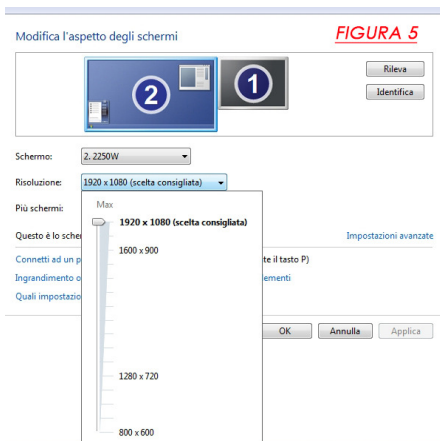 Modifica l'aspetto degli schermi
FIGURA 5
2
1
Rileva
Identifica
Schermo:
2. 2250W
Risoluzione:
1920 x 1080 (scelta consigliata)
Più schermi:
Max
1920 x 1080 (scelta consigliata)
Questo è lo scher
Impostazioni avanzate
1600 x 900
Connetti ad un p
te il tasto P)
Ingrandimento o
ementi
Quali impostazio
OK
Annulla
Applica
1280 x 720
800 x 600